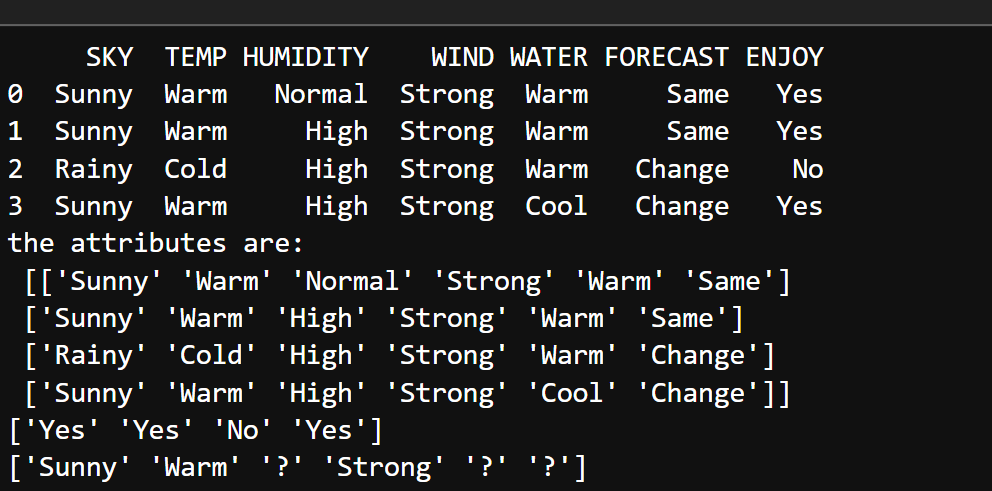 SKY TEMP HUMIDITY WIND WATER FORECAST ENJOY
0 Sunny Warm Normal Strong Warm Same Yes
1 Sunny Warm High Strong Warm Same Yes
2 Rainy Cold High Strong Warm Change No
3 Sunny Warm High Strong Cool Change Yes
the attributes are:
[['Sunny' 'Warm' 'Normal' 'Strong' 'Warm' 'Same']
['Sunny' 'Warm' 'High' 'Strong' 'Warm' 'Same']
['Rainy' 'Cold' 'High' 'Strong' 'Warm' 'Change']
['Sunny' 'Warm' 'High' 'Strong' 'Cool' 'Change']]
['Yes' 'Yes' 'No' 'Yes']
['Sunny' 'Warm' '?' 'Strong' '?' '?']